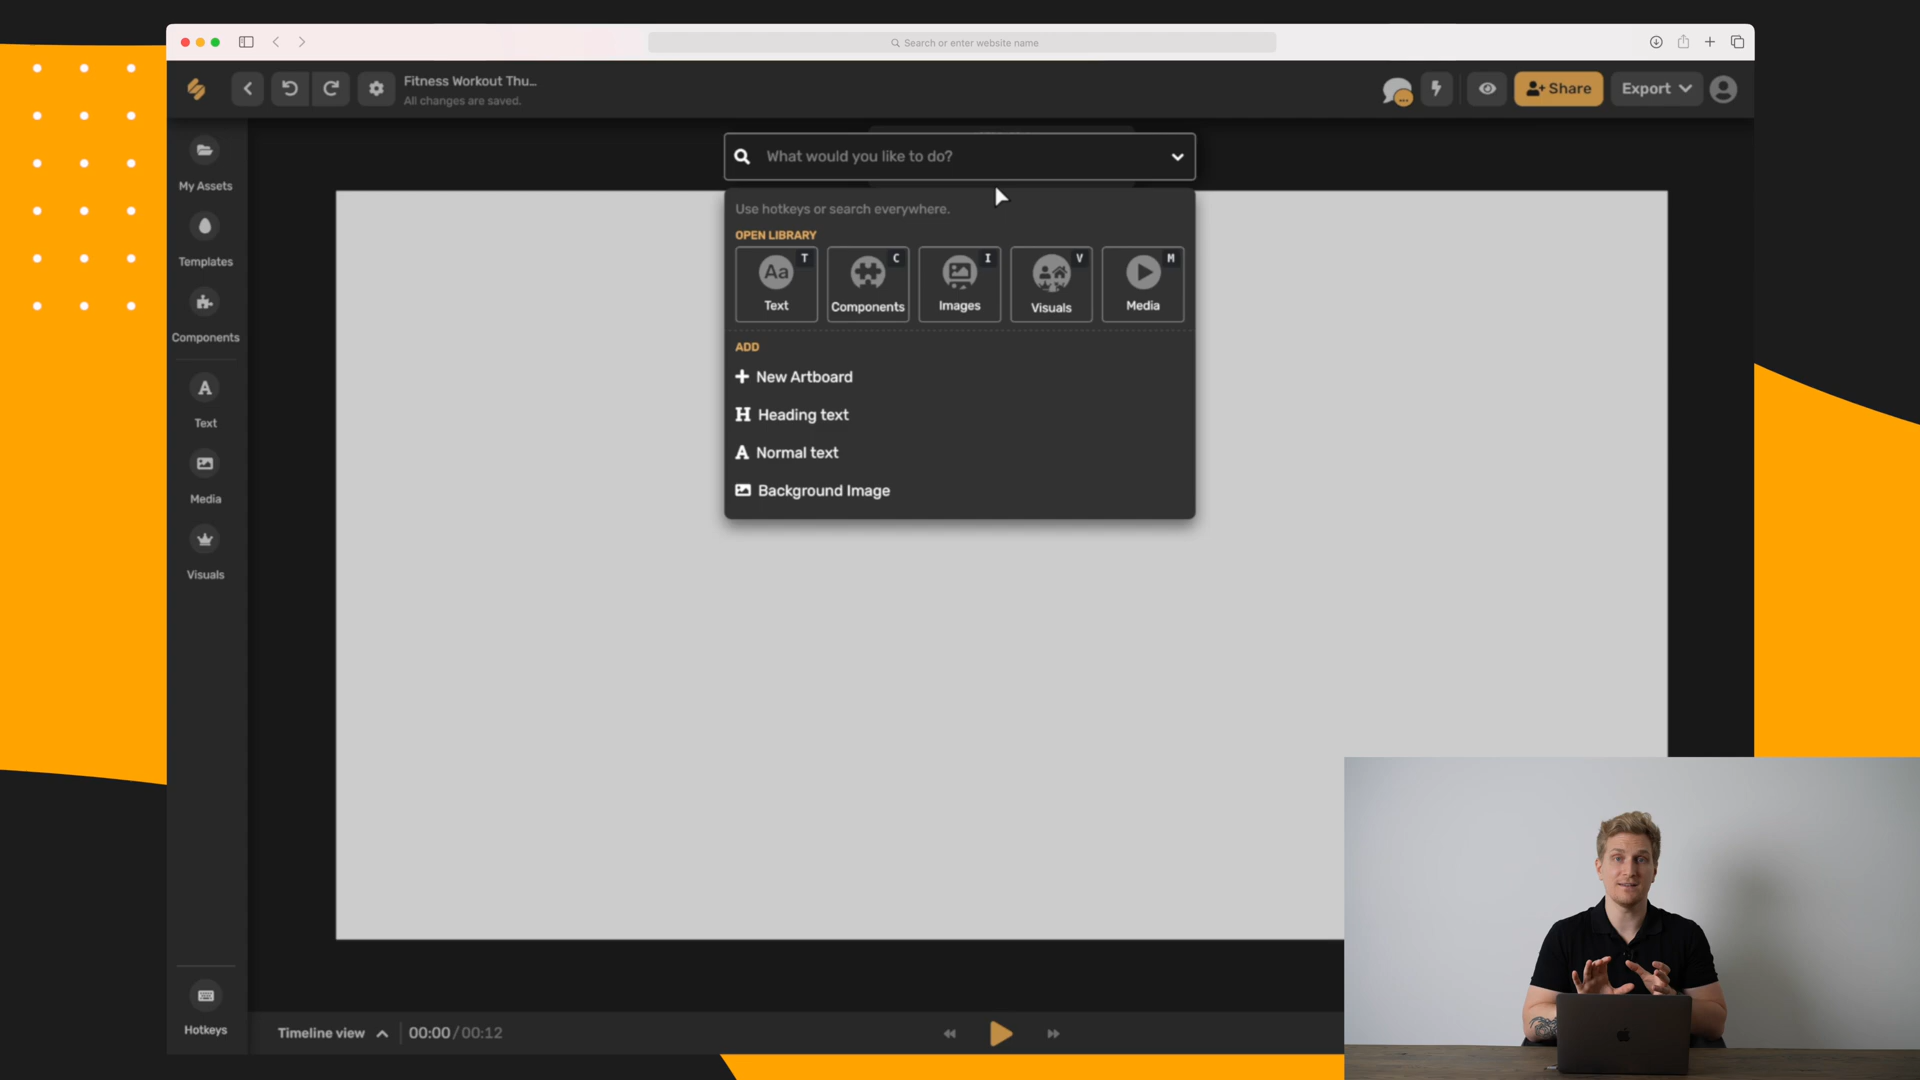 Search or enter website name
Fitness Workout Thu...
All changes are saved.
Share
Export
My Assets
Templates
Components
Text
Media
Visuals
Hotkeys
What would you like to do?
Use hotkeys or search everywhere.
OPEN LIBRARY
Aa T C I V M
Text Components Images Visuals Media
ADD
New Artboard
H Heading text
A Normal text
Background Image
Timeline view 00:00 / 00:12